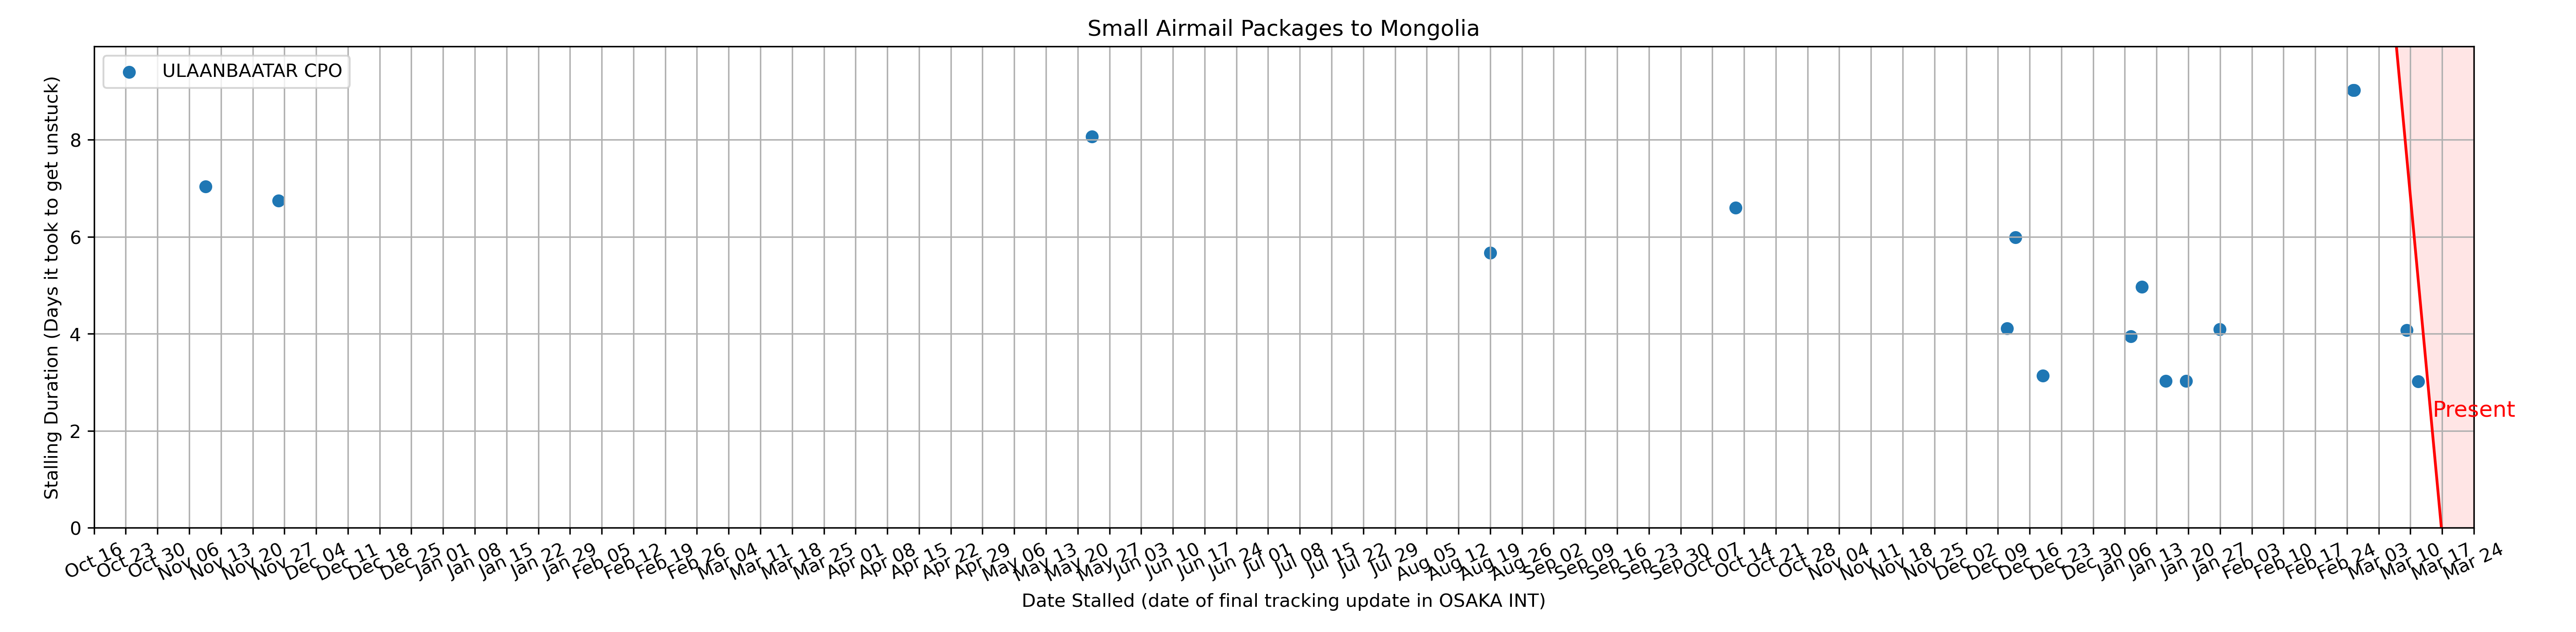 Small Airmail Packages to Mongolia
ULAANBAATAR CPO
Stalling Duration (Days it took to get unstuck)
8
6
4
2
0
Present
Oct 16 Oct 23 Oct 30 Nov 06 Nov 13 Nov 20 Nov 27 Dec 04 Dec 11 Dec 18 Dec 25 Jan 01 Jan 08 Jan 15 Jan 22 Jan 29 Feb 05 Feb 12 Feb 19 Feb 26 Mar 04 Mar 11 Mar 18 Mar 25 Apr 01 Apr 08 Apr 15 Apr 22 Apr 29 May 06 May 13 May 20 May 27 Jun 03 Jun 10 Jun 17 Jun 24 Jul 01 Jul 08 Jul 15 Jul 22 Jul 29 Aug 05 Aug 12 Aug 19 Aug 26 Sep 02 Sep 09 Sep 16 Sep 23 Sep 30 Oct 07 Oct 14 Oct 21 Oct 28 Nov 04 Nov 11 Nov 18 Nov 25 Dec 02 Dec 09 Dec 16 Dec 23 Dec 30 Jan 06 Jan 13 Jan 20 Jan 27 Feb 03 Feb 10 Feb 17 Feb 24 Mar 03 Mar 10 Mar 17 Mar 24
Date Stalled (date of final tracking update in OSAKA INT)